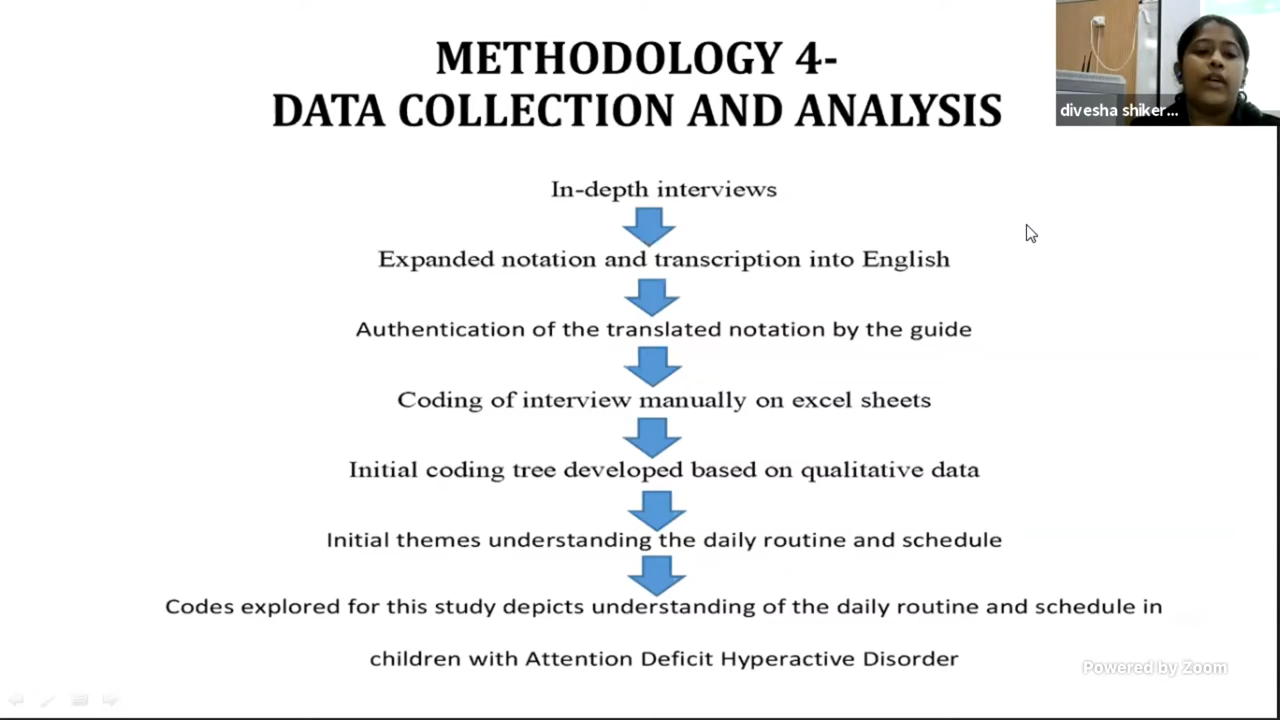 METHODOLOGY 4-
DATA COLLECTION AND ANALYSIS
divesha shiker...
In-depth interviews
Expanded notation and transcription into English
Authentication of the translated notation by the guide
Coding of interview manually on excel sheets
Initial coding tree developed based on qualitative data
Initial themes understanding the daily routine and schedule
Codes explored for this study depicts understanding of the daily routine and schedule in
children with Attention Deficit Hyperactive Disorder
Powered by Zoom